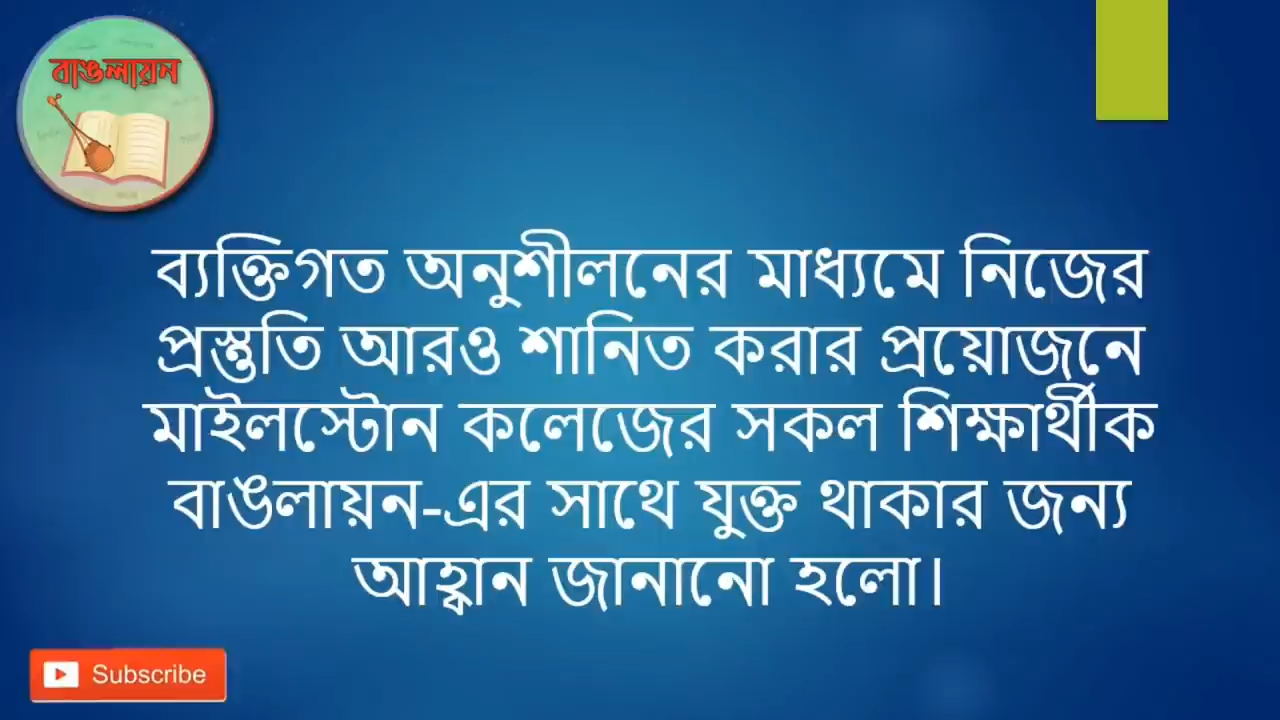 বাঙলায়ন
ব্যক্তিগত অনুশীলনের মাধ্যমে নিজের
প্রস্তুতি আরও শানিত করার প্রয়োজনে
মাইলস্টোন কলেজের সকল শিক্ষার্থীক
বাঙলায়ন-এর সাথে যুক্ত থাকার জন্য
আহ্বান জানানো হলো।
Subscribe